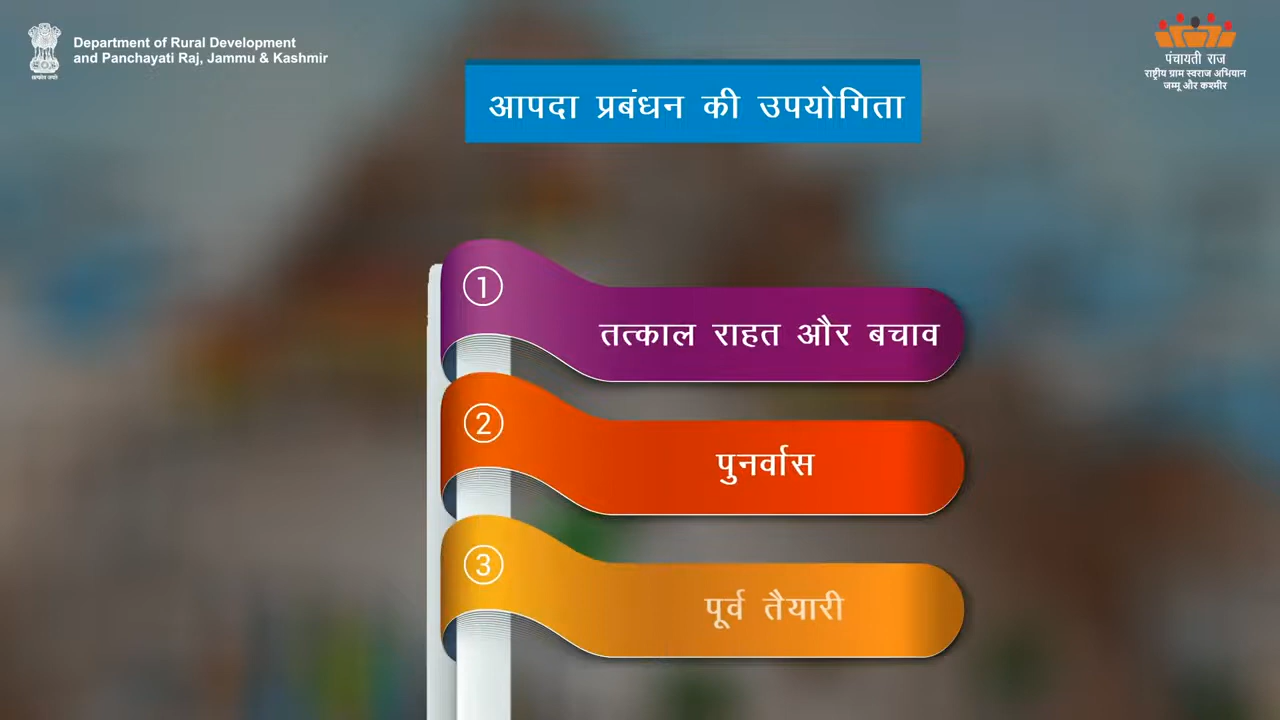 Department of Rural Development
and Panchayati Raj, Jammu & Kashmir
पंचायती राज
राष्ट्रीय ग्राम स्वराज अभियान
जम्मू और कश्मीर
आपदा प्रबंधन की उपयोगिता
1
तत्काल राहत और बचाव
2
पुनर्वास
3
पूर्व तैयारी